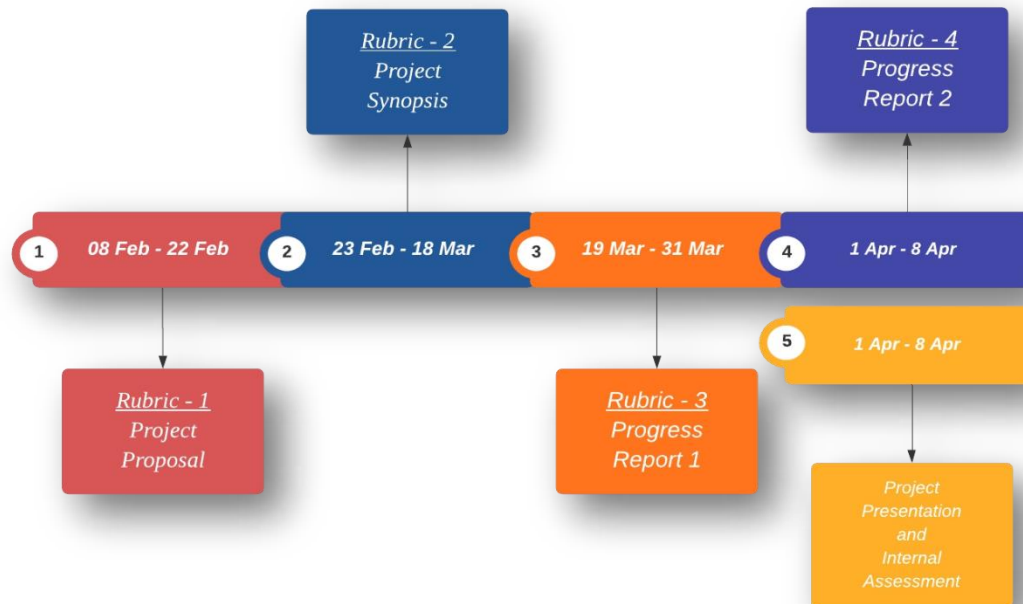 Rubric - 2
Project
Synopsis
Rubric - 4
Progress
Report 2
1
08 Feb - 22 Feb
2
23 Feb - 18 Mar
3
19 Mar - 31 Mar
4
1 Apr - 8 Apr
5
1 Apr - 8 Apr
Rubric - 1
Project
Proposal
Rubric - 3
Progress
Report 1
Project
Presentation
and
Internal
Assessment